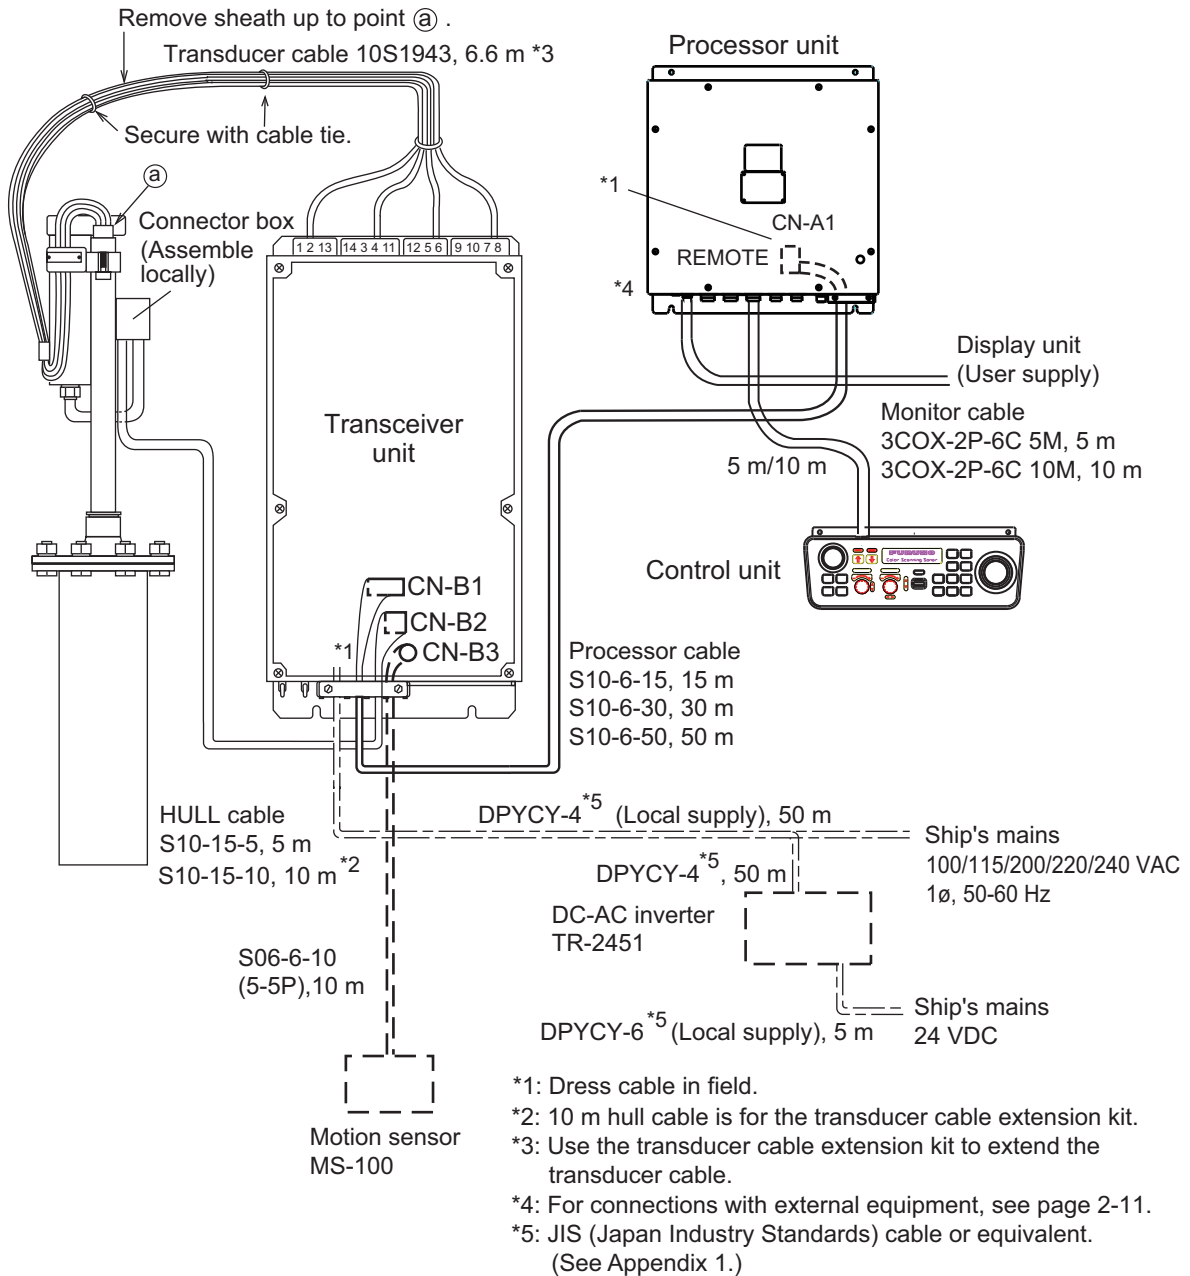 Remove sheath up to point ⓐ .
Transducer cable 10S1943, 6.6 m *3
Processor unit
Secure with cable tie.
ⓐ
*1
Connector box
(Assemble
locally)
CN-A1
1 2 13 14 3 4 11 12 5 6 9 10 7 8
REMOTE
*4
Display unit
(User supply)
Transceiver
unit
Monitor cable
3COX-2P-6C 5M, 5 m
3COX-2P-6C 10M, 10 m
5 m/10 m
FURUNO
Color Scanning Sonar
Control unit
CN-B1
CN-B2
*1
CN-B3
Processor cable
S10-6-15, 15 m
S10-6-30, 30 m
S10-6-50, 50 m
HULL cable
S10-15-5, 5 m
S10-15-10, 10 m*2
DPYCY-4*5 (Local supply), 50 m
Ship's mains
100/115/200/220/240 VAC
1ø, 50-60 Hz
DPYCY-4*5, 50 m
DC-AC inverter
TR-2451
S06-6-10
(5-5P),10 m
Ship's mains
24 VDC
DPYCY-6*5 (Local supply), 5 m
Motion sensor
MS-100
*1: Dress cable in field.
*2: 10 m hull cable is for the transducer cable extension kit.
*3: Use the transducer cable extension kit to extend the
transducer cable.
*4: For connections with external equipment, see page 2-11.
*5: JIS (Japan Industry Standards) cable or equivalent.
(See Appendix 1.)